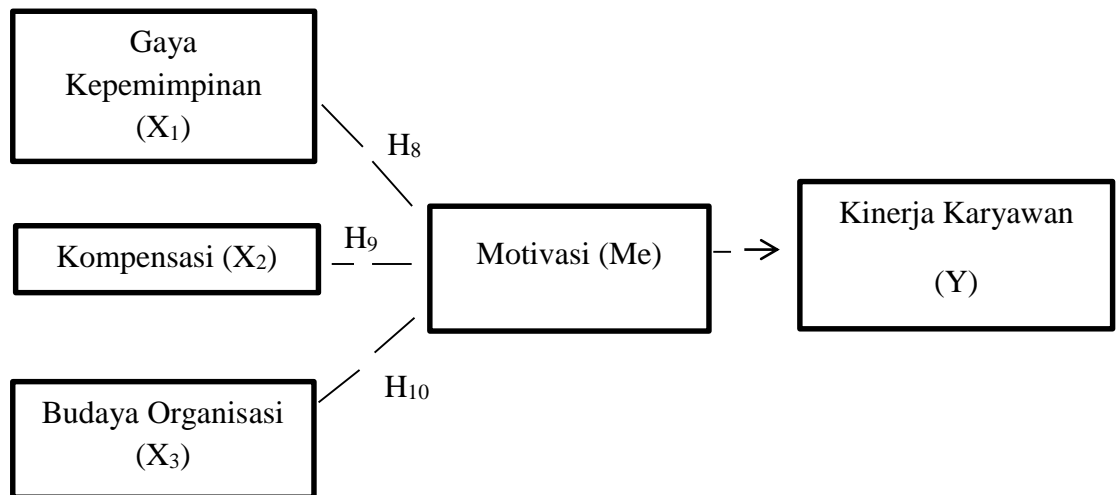 Gaya
Kepemimpinan
(X₁)
H₈
Kompensasi (X₂)
H₉
Motivasi (Me)
Kinerja Karyawan
(Y)
Budaya Organisasi
(X₃)
H₁₀